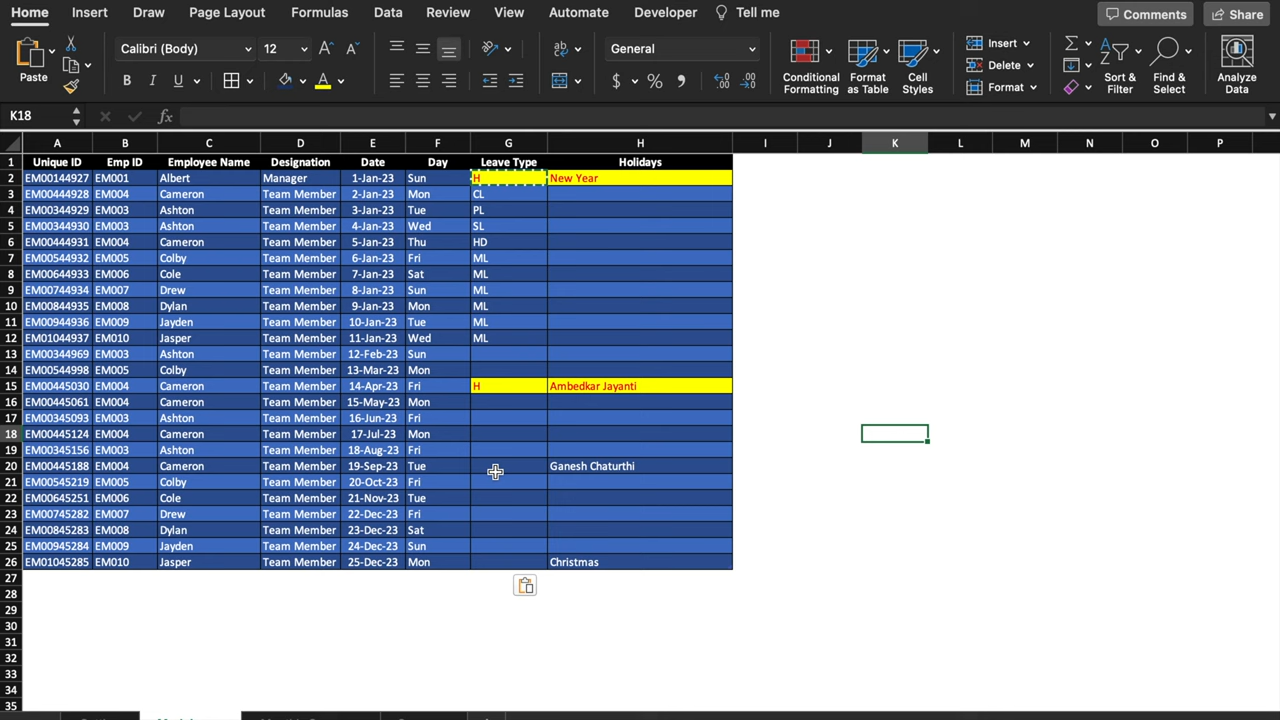 Home Insert Draw Page Layout Formulas Data Review View Automate Developer Tell me Comments Share
Paste Calibri (Body) 12 A A ab General Conditional Formatting Format as Table Cell Styles Insert Delete Format Sort & Filter Find & Select Analyze Data
B I U A $ % 9
K18 fx
A B C D E F G H I J K L M N O P
1 Unique ID Emp ID Employee Name Designation Date Day Leave Type Holidays
2 EM00144927 EM001 Albert Manager 1-Jan-23 Sun H New Year
3 EM00444928 EM004 Cameron Team Member 2-Jan-23 Mon CL
4 EM00344929 EM003 Ashton Team Member 3-Jan-23 Tue PL
5 EM00344930 EM003 Ashton Team Member 4-Jan-23 Wed SL
6 EM00444931 EM004 Cameron Team Member 5-Jan-23 Thu HD
7 EM00544932 EM005 Colby Team Member 6-Jan-23 Fri ML
8 EM00644933 EM006 Cole Team Member 7-Jan-23 Sat ML
9 EM00744934 EM007 Drew Team Member 8-Jan-23 Sun ML
10 EM00844935 EM008 Dylan Team Member 9-Jan-23 Mon ML
11 EM00944936 EM009 Jayden Team Member 10-Jan-23 Tue ML
12 EM01044937 EM010 Jasper Team Member 11-Jan-23 Wed ML
13 EM00344969 EM003 Ashton Team Member 12-Feb-23 Sun
14 EM00544998 EM005 Colby Team Member 13-Mar-23 Mon
15 EM00445030 EM004 Cameron Team Member 14-Apr-23 Fri H Ambedkar Jayanti
16 EM00445061 EM004 Cameron Team Member 15-May-23 Mon
17 EM00345093 EM003 Ashton Team Member 16-Jun-23 Fri
18 EM00445124 EM004 Cameron Team Member 17-Jul-23 Mon
19 EM00345156 EM003 Ashton Team Member 18-Aug-23 Fri
20 EM00445188 EM004 Cameron Team Member 19-Sep-23 Tue Ganesh Chaturthi
21 EM00545219 EM005 Colby Team Member 20-Oct-23 Fri
22 EM00645251 EM006 Cole Team Member 21-Nov-23 Tue
23 EM00745282 EM007 Drew Team Member 22-Dec-23 Fri
24 EM00845283 EM008 Dylan Team Member 23-Dec-23 Sat
25 EM00945284 EM009 Jayden Team Member 24-Dec-23 Sun
26 EM01045285 EM010 Jasper Team Member 25-Dec-23 Mon Christmas
27
28
29
30
31
32
33
34
35